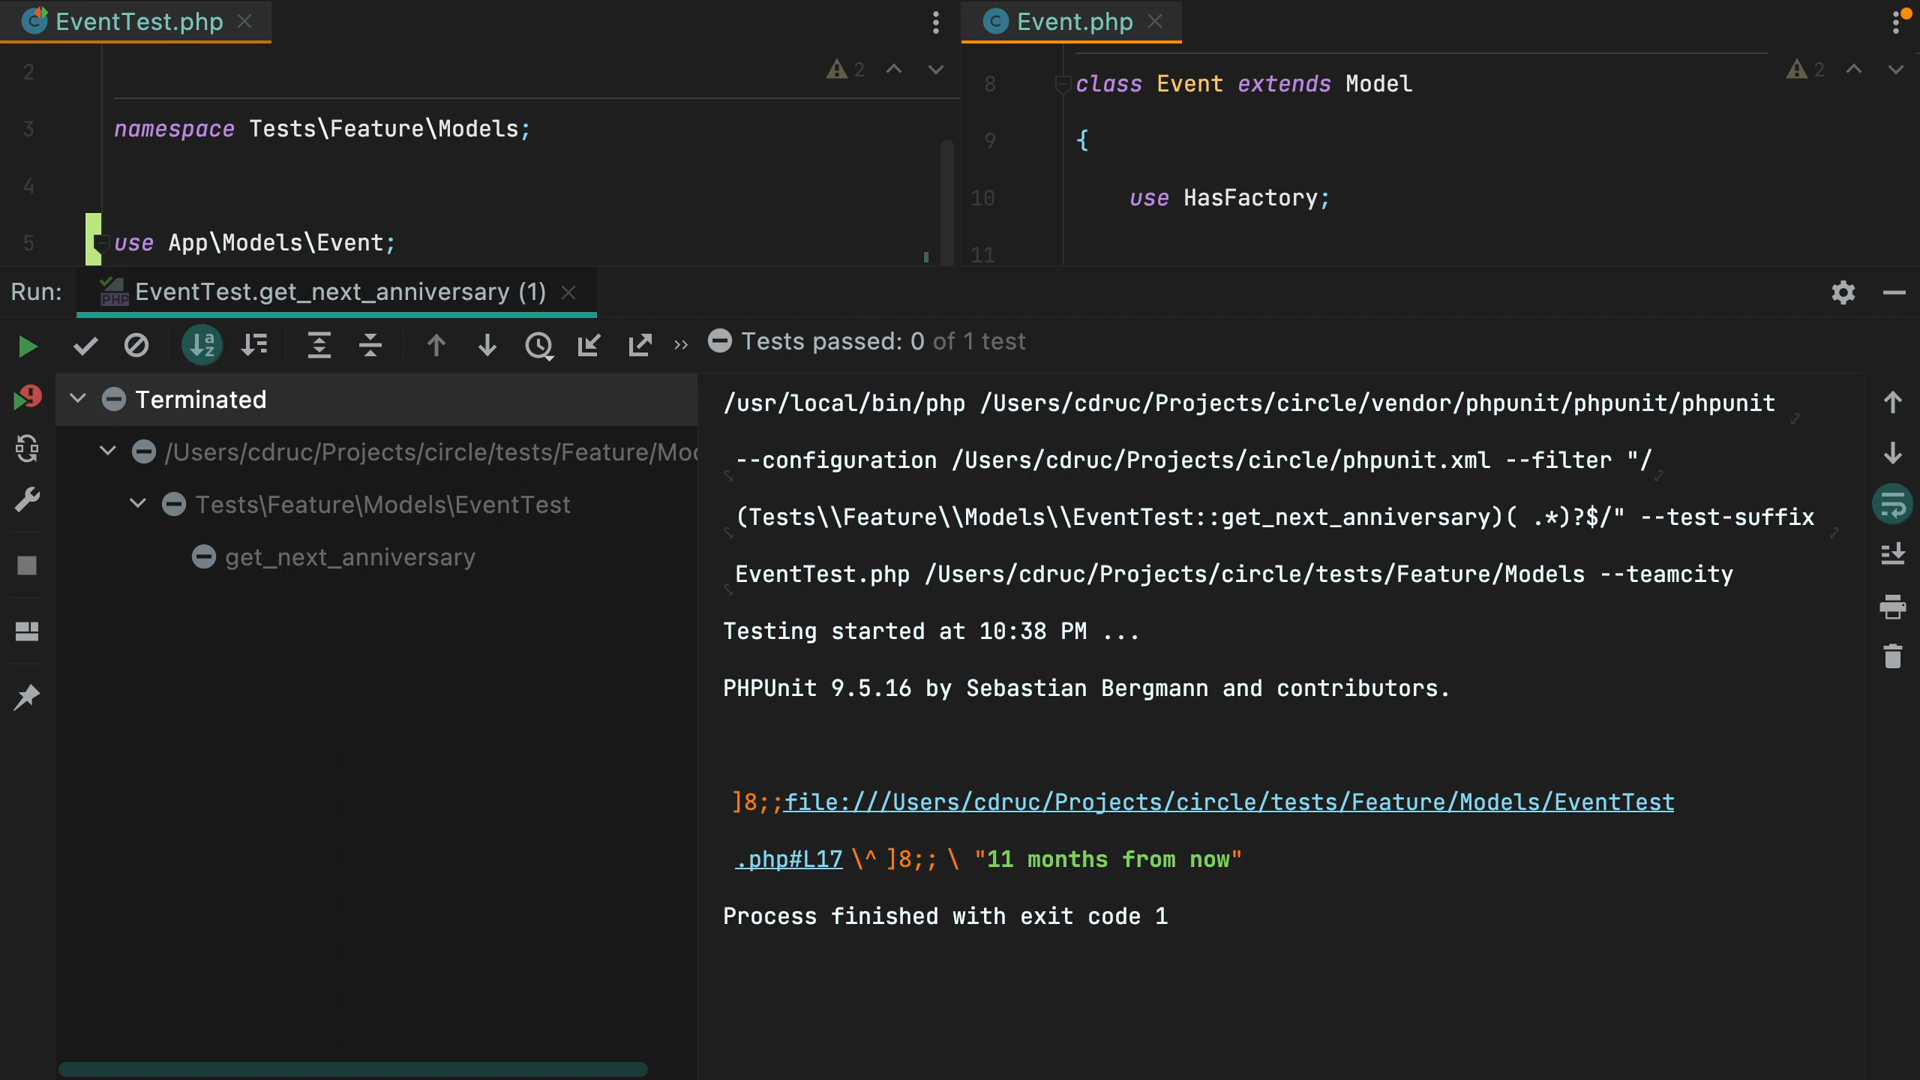 EventTest.php
Event.php
2
2
3 namespace Tests\Feature\Models;
4
5 use App\Models\Event;
2
8 class Event extends Model
9 {
10 use HasFactory;
11
Run: EventTest.get_next_anniversary (1)
Tests passed: 0 of 1 test
Terminated
/Users/cdruc/Projects/circle/tests/Feature/Mo
Tests\Feature\Models\EventTest
get_next_anniversary
/usr/local/bin/php /Users/cdruc/Projects/circle/vendor/phpunit/phpunit/phpunit
--configuration /Users/cdruc/Projects/circle/phpunit.xml --filter "/
(Tests\\Feature\\Models\\EventTest::get_next_anniversary)( .*)?$/" --test-suffix
EventTest.php /Users/cdruc/Projects/circle/tests/Feature/Models --teamcity
Testing started at 10:38 PM ...
PHPUnit 9.5.16 by Sebastian Bergmann and contributors.
]8;;file:///Users/cdruc/Projects/circle/tests/Feature/Models/EventTest
.php#L17 \^ ]8;; \ "11 months from now"
Process finished with exit code 1